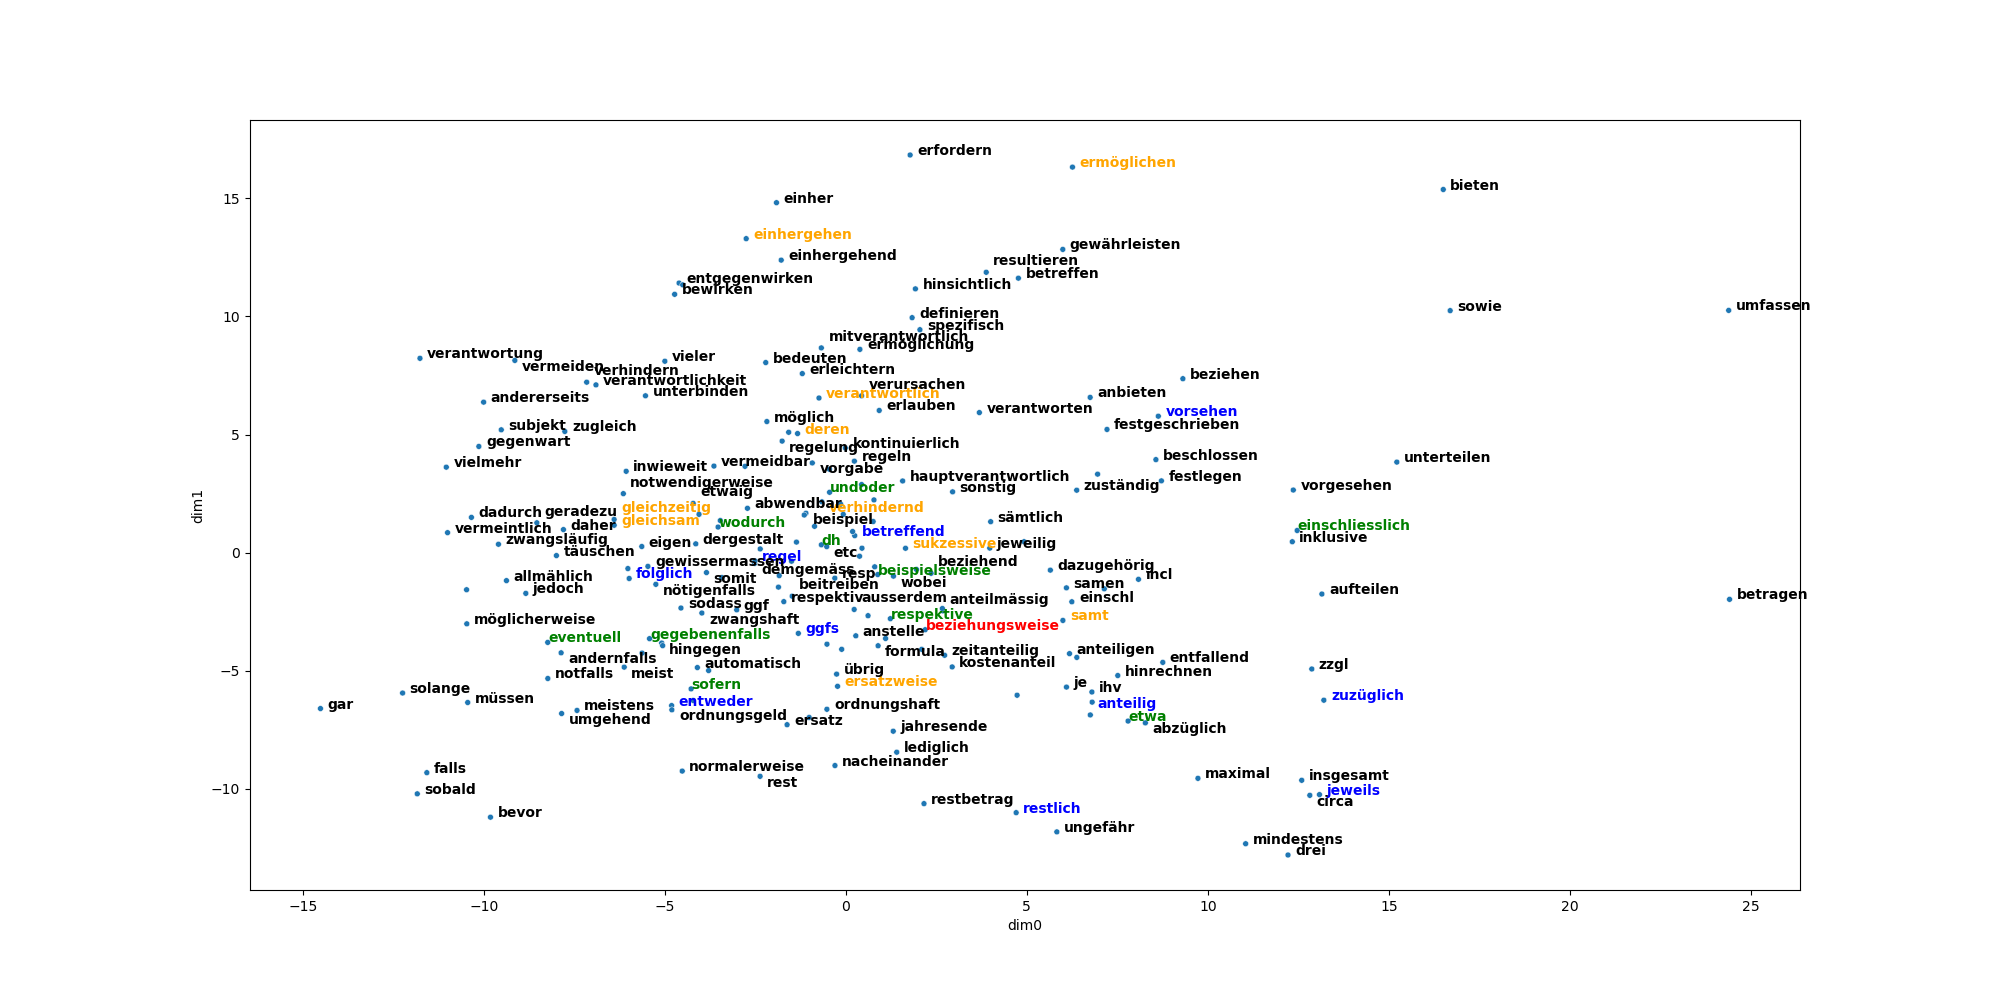 erfordern
ermöglichen
bieten
15
einher
einhergehen
gewährleisten
einhergehend
resultieren
betreffen
entgegenwirken
hinsichtlich
bewirken
umfassen
sowie
10
definieren
spezifisch
mitverantwortlich
ermöglichung
verantwortung
vieler
bedeuten
vermeiden
verhindern
erleichtern
beziehen
verantwortlichkeit
verursachen
unterbinden
verantwortlich
anbieten
andererseits
erlauben
verantworten
vorsehen
möglich
subjekt
zugleich
deren
festgeschrieben
5
gegenwart
regelung
kontinuierlich
vielmehr
vermeidbar
regeln
beschlossen
unterteilen
inwieweit
vorgabe
hauptverantwortlich
festlegen
notwendigerweise
etwaig
undoder
sonstig
zuständig
vorgesehen
dim1
gleichzeitig
abwendbar
verhindernd
dadurch
geradezu
gleichsam
wodurch
beispiel
sämtlich
einschliesslich
vermeintlich
daher
betreffend
zwangsläufig
eigen
dergestalt
dh
sukzessive
jeweilig
inklusive
0
täuschen
regel
etc
gewissermassen
demgemäss
resp
beispielsweise
beziehend
dazugehörig
allmählich
folglich
somit
beitreiben
wobei
samen
incl
jedoch
nötigenfalls
respektiv
ausserdem
anteilmässig
einschl
aufteilen
betragen
sodass
ggf
möglicherweise
zwangshaft
respektive
samt
eventuell
gegebenenfalls
ggfs
anstelle
beziehungsweise
andernfalls
hingegen
formula
zeitanteilig
anteiligen
entfallend
−5
notfalls
meist
automatisch
übrig
kostenanteil
hinrechnen
zzgl
solange
sofern
ersatzweise
je
ihv
zuzüglich
gar
müssen
meistens
entweder
ordnungshaft
anteilig
umgehend
ordnungsgeld
ersatz
jahresende
etwa
abzüglich
lediglich
falls
normalerweise
nacheinander
maximal
insgesamt
sobald
rest
jeweils
−10
restbetrag
circa
bevor
restlich
ungefähr
mindestens
drei
−15
−10
−5
0
5
10
15
20
25
dim0